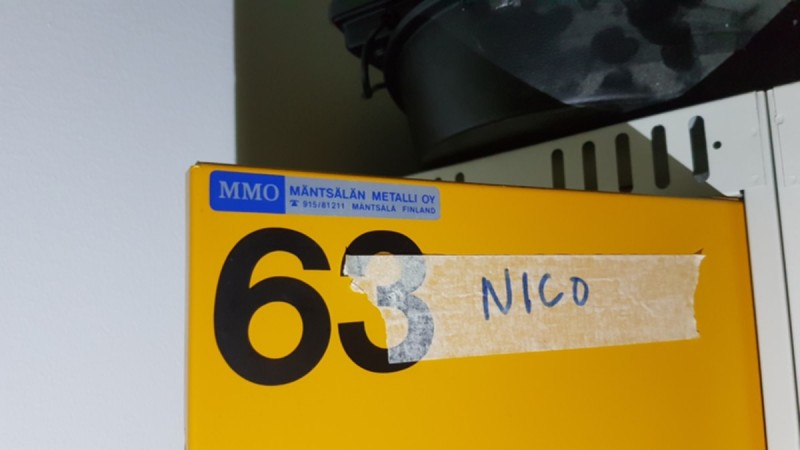 MMO MÄNTSÄLÄN METALLI OY
☎ 915/81211 MÄNTSÄLÄ FINLAND
63
NICO